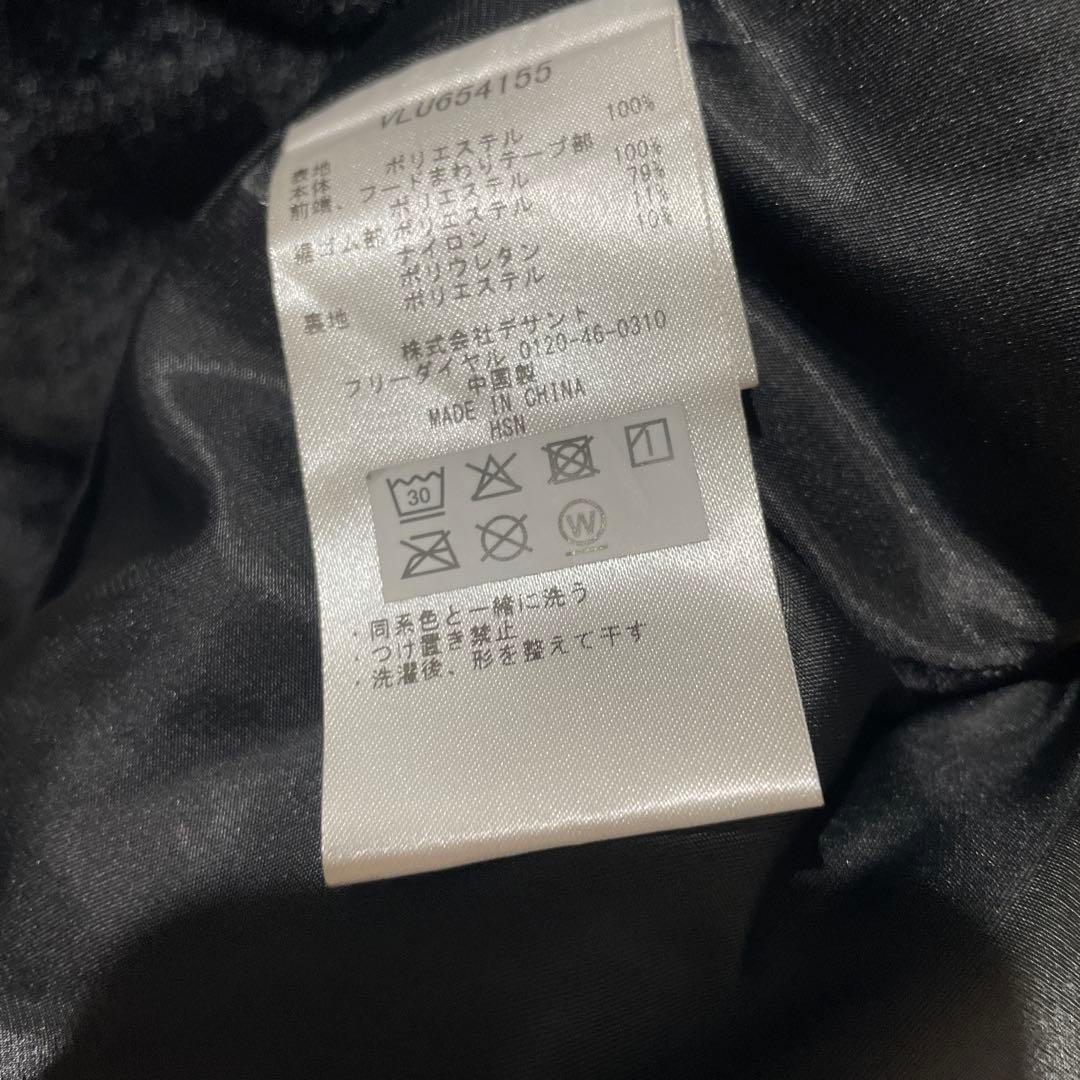 VLU654155
表地
本体 ポリエステル 100%
前端、フードまわりテープ部
ポリエステル 100%
裾ゴム部 ポリエステル 79%
ナイロン 11%
ポリウレタン 10%
裏地 ポリエステル
株式会社デサント
フリーダイヤル 0120-46-0310
中国製
MADE IN CHINA
HSN
30
W
・同系色と一緒に洗う
・つけ置き禁止
・洗濯後、形を整えて干す